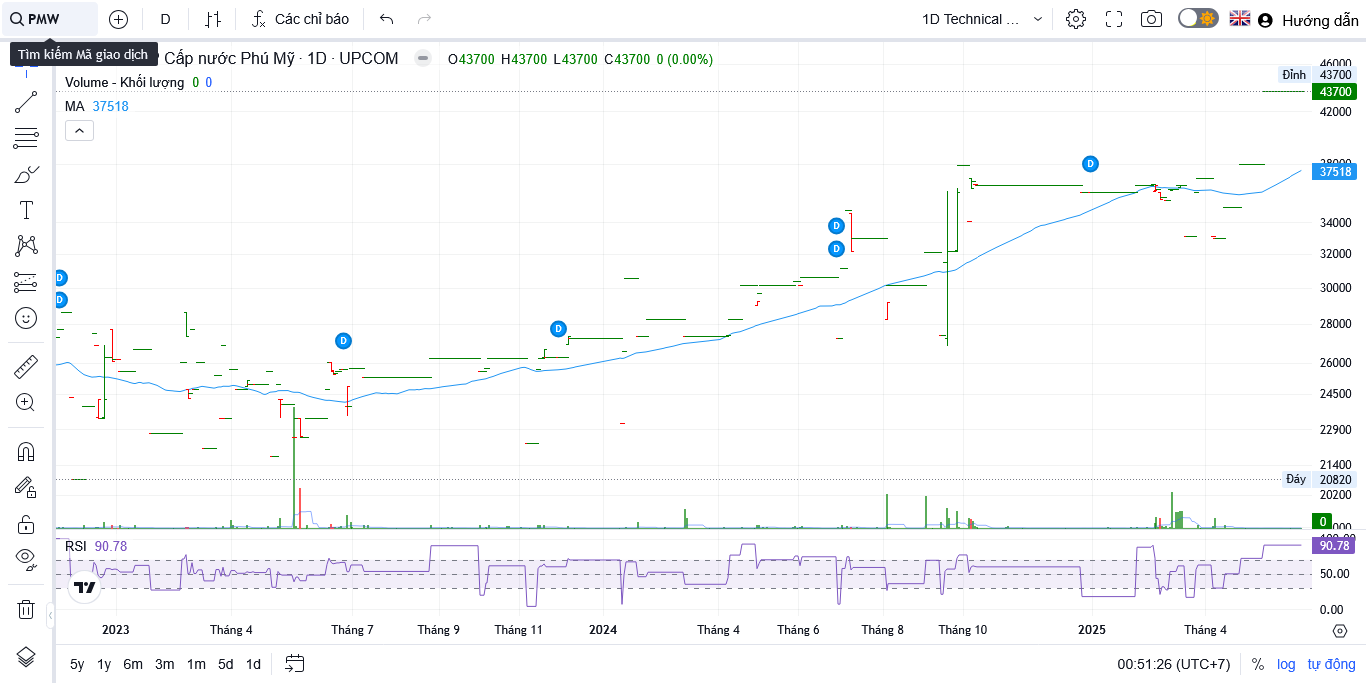 PMW D Các chỉ báo 1D Technical ... Hướng dẫn
Tìm kiếm Mã giao dịch Cấp nước Phú Mỹ · 1D · UPCOM O43700 H43700 L43700 C43700 0 (0.00%)
Volume - Khối lượng 0 0
MA 37518
46000
Đỉnh 43700
43700
42000
38000
37518
34000
32000
30000
28000
26000
24500
22900
21400
Đáy 20820
20200
0
D
D
D
D
D
D
D
RSI 90.78
90.78
50.00
0.00
2023 Tháng 4 Tháng 7 Tháng 9 Tháng 11 2024 Tháng 4 Tháng 6 Tháng 8 Tháng 10 2025 Tháng 4
5y 1y 6m 3m 1m 5d 1d 00:51:26 (UTC+7) % log tự động